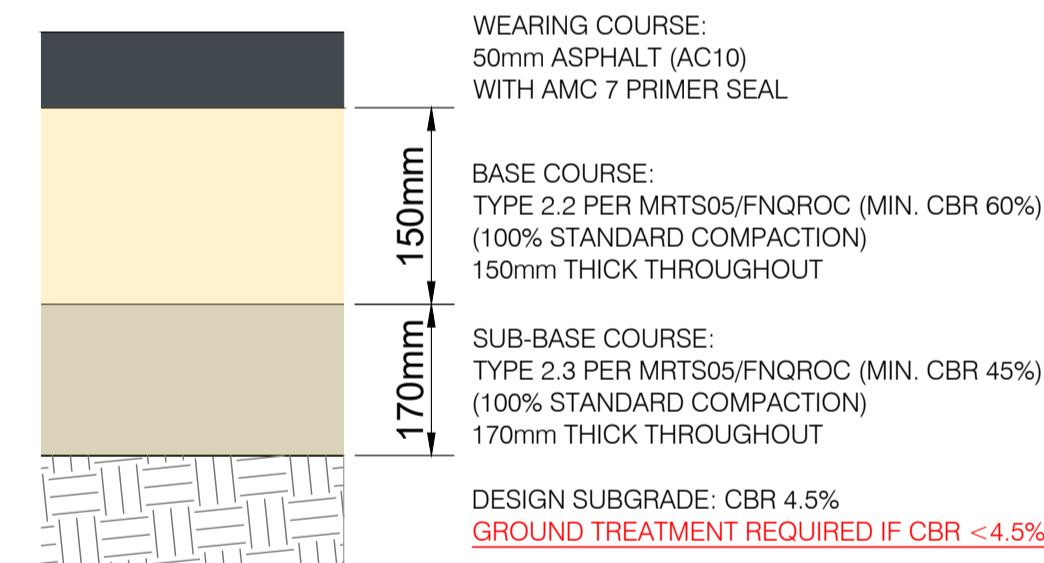 WEARING COURSE:
50mm ASPHALT (AC10)
WITH AMC 7 PRIMER SEAL
150mm
BASE COURSE:
TYPE 2.2 PER MRTS05/FNQROC (MIN. CBR 60%)
(100% STANDARD COMPACTION)
150mm THICK THROUGHOUT
170mm
SUB-BASE COURSE:
TYPE 2.3 PER MRTS05/FNQROC (MIN. CBR 45%)
(100% STANDARD COMPACTION)
170mm THICK THROUGHOUT
DESIGN SUBGRADE: CBR 4.5%
GROUND TREATMENT REQUIRED IF CBR <4.5%